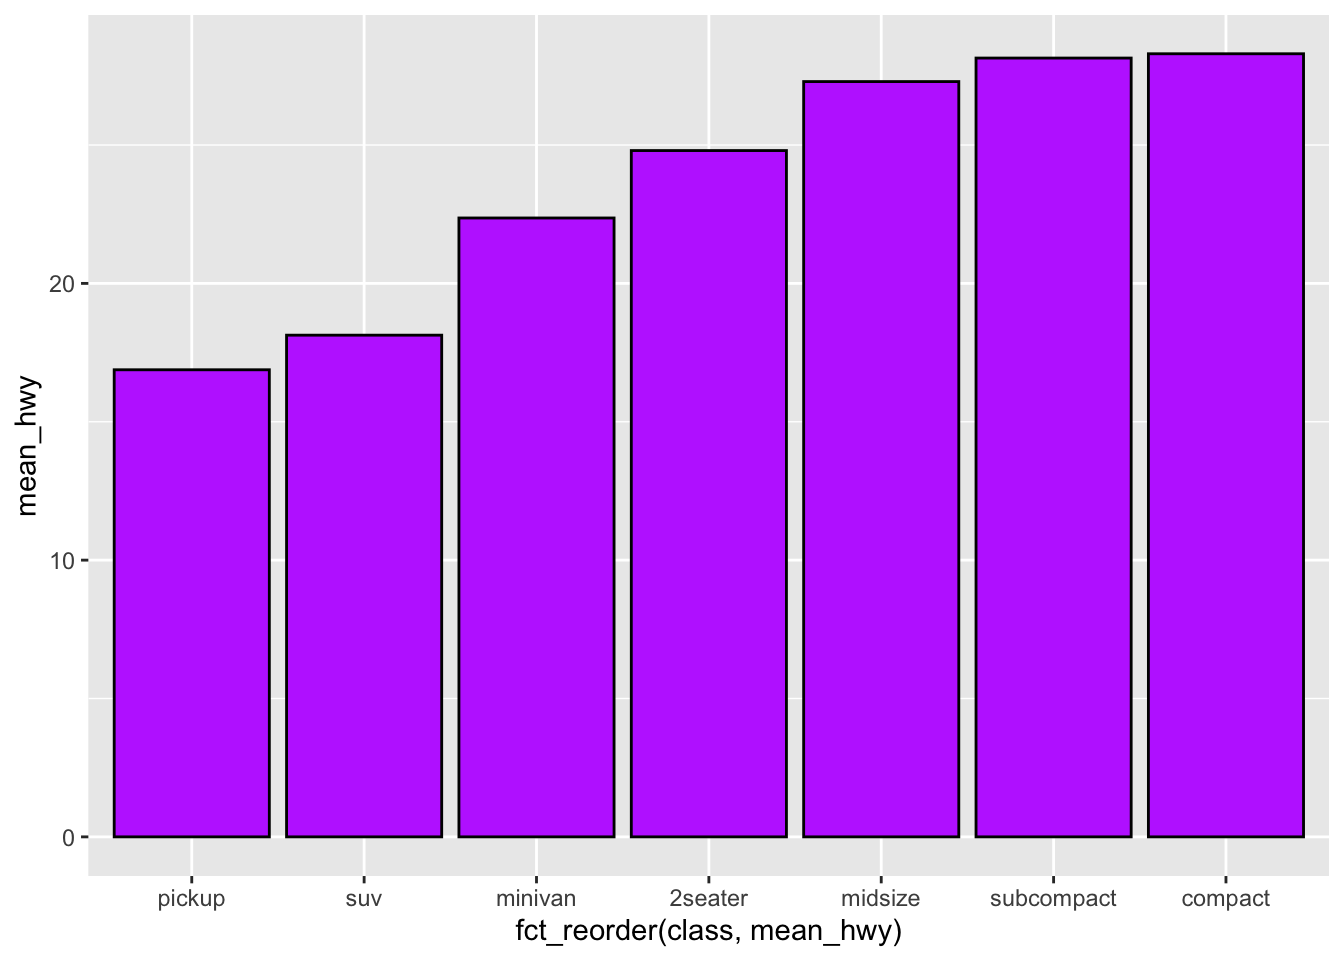 mean_hwy
20
10
0
pickup suv minivan 2seater midsize subcompact compact
fct_reorder(class, mean_hwy)